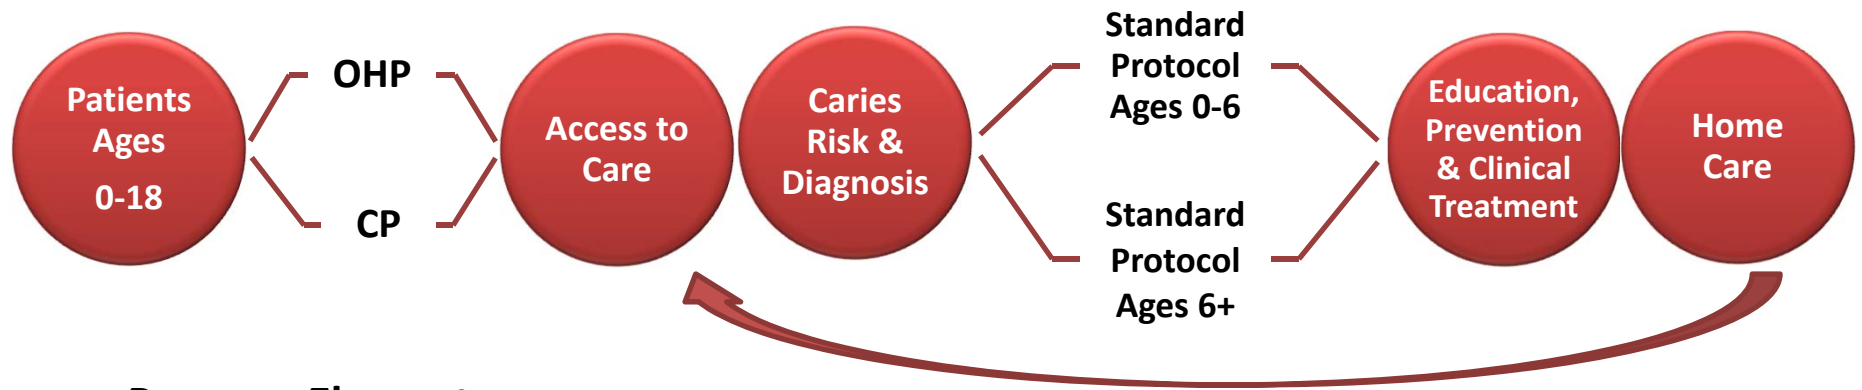 Patients
Ages
0-18
OHP
CP
Access to
Care
Caries
Risk &
Diagnosis
Standard
Protocol
Ages 0-6
Standard
Protocol
Ages 6+
Education,
Prevention
& Clinical
Treatment
Home
Care